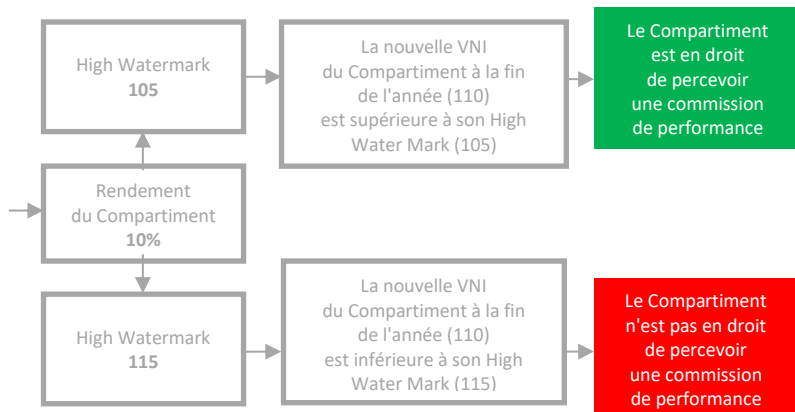 High Watermark
105
La nouvelle VNI
du Compartiment à la fin
de l'année (110)
est supérieure à son High
Water Mark (105)
Le Compartiment
est en droit
de percevoir
une commission
de performance
Rendement
du Compartiment
10%
High Watermark
115
La nouvelle VNI
du Compartiment à la fin
de l'année (110)
est inférieure à son High
Water Mark (115)
Le Compartiment
n'est pas en droit
de percevoir
une commission
de performance